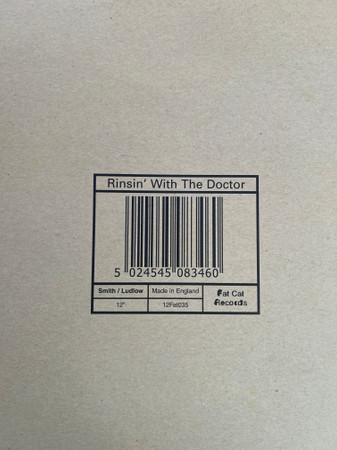 Rinsin' With The Doctor
5 024545 083460
Smith / Ludlow
Made in England
Fat Cat
Records
12"
12Fat035